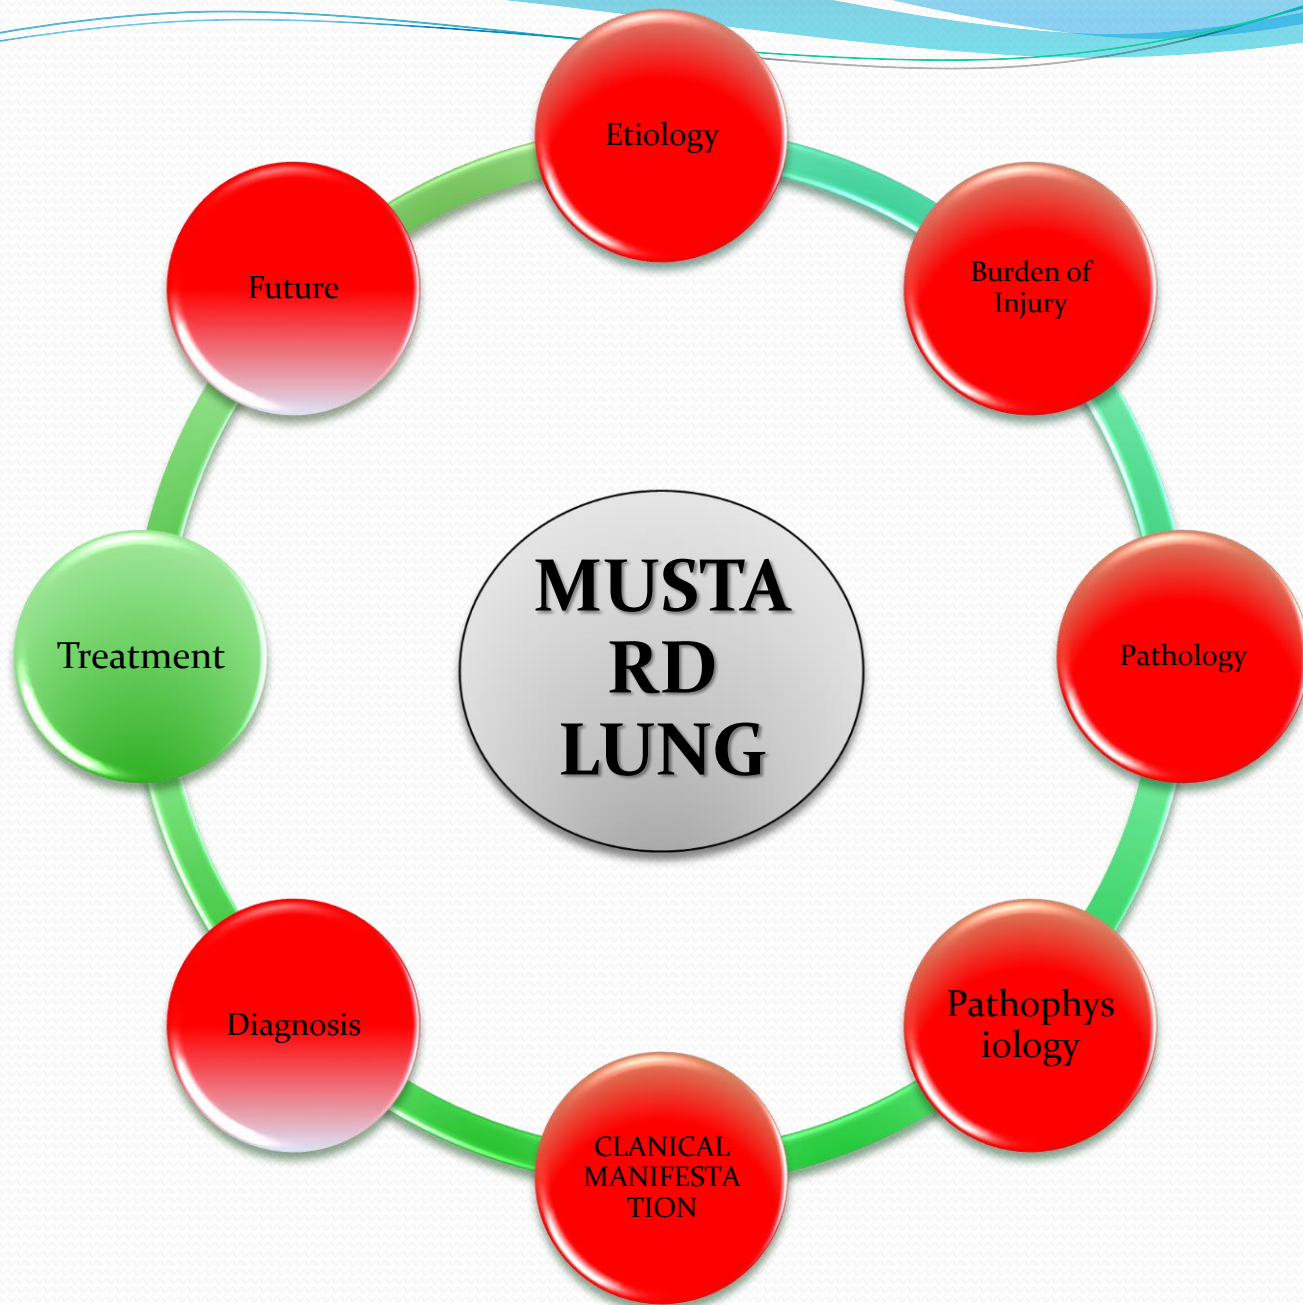 Etiology
Burden of
Injury
Pathology
Pathophys
iology
CLANICAL
MANIFESTA
TION
Diagnosis
Treatment
Future
MUSTA
RD
LUNG